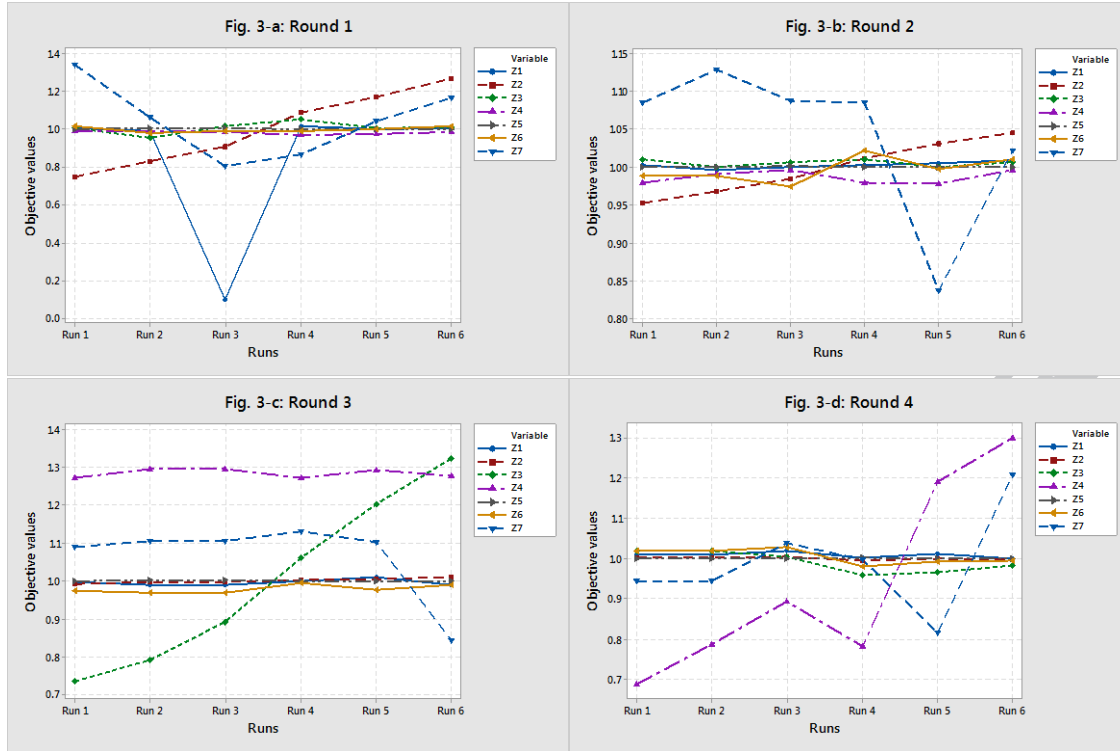 Fig. 3-a: Round 1
Objective values
1.4
1.2
1.0
0.8
0.6
0.4
0.2
0.0
Run 1 Run 2 Run 3 Run 4 Run 5 Run 6
Runs
Variable
Z1
Z2
Z3
Z4
Z5
Z6
Z7
Fig. 3-b: Round 2
Objective values
1.15
1.10
1.05
1.00
0.95
0.90
0.85
0.80
Run 1 Run 2 Run 3 Run 4 Run 5 Run 6
Runs
Variable
Z1
Z2
Z3
Z4
Z5
Z6
Z7
Fig. 3-c: Round 3
Objective values
1.4
1.3
1.2
1.1
1.0
0.9
0.8
0.7
Run 1 Run 2 Run 3 Run 4 Run 5 Run 6
Runs
Variable
Z1
Z2
Z3
Z4
Z5
Z6
Z7
Fig. 3-d: Round 4
Objective values
1.3
1.2
1.1
1.0
0.9
0.8
0.7
Run 1 Run 2 Run 3 Run 4 Run 5 Run 6
Runs
Variable
Z1
Z2
Z3
Z4
Z5
Z6
Z7